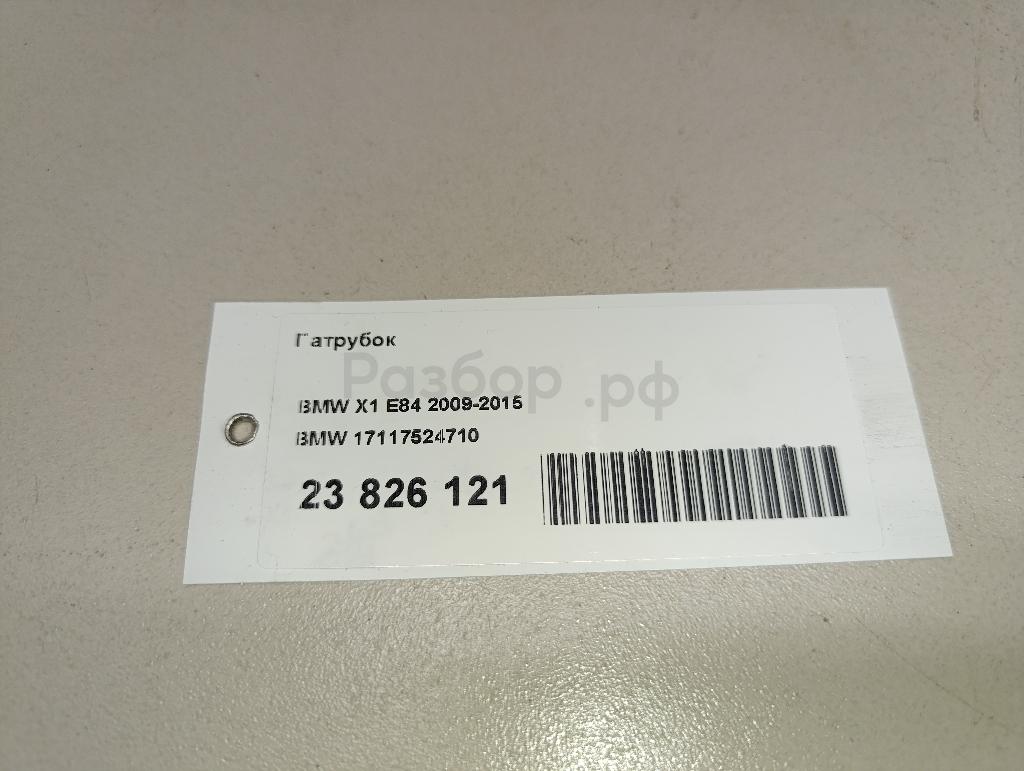 Патрубок
Разбор.рф
BMW X1 E84 2009-2015
BMW 17117524710
23 826 121